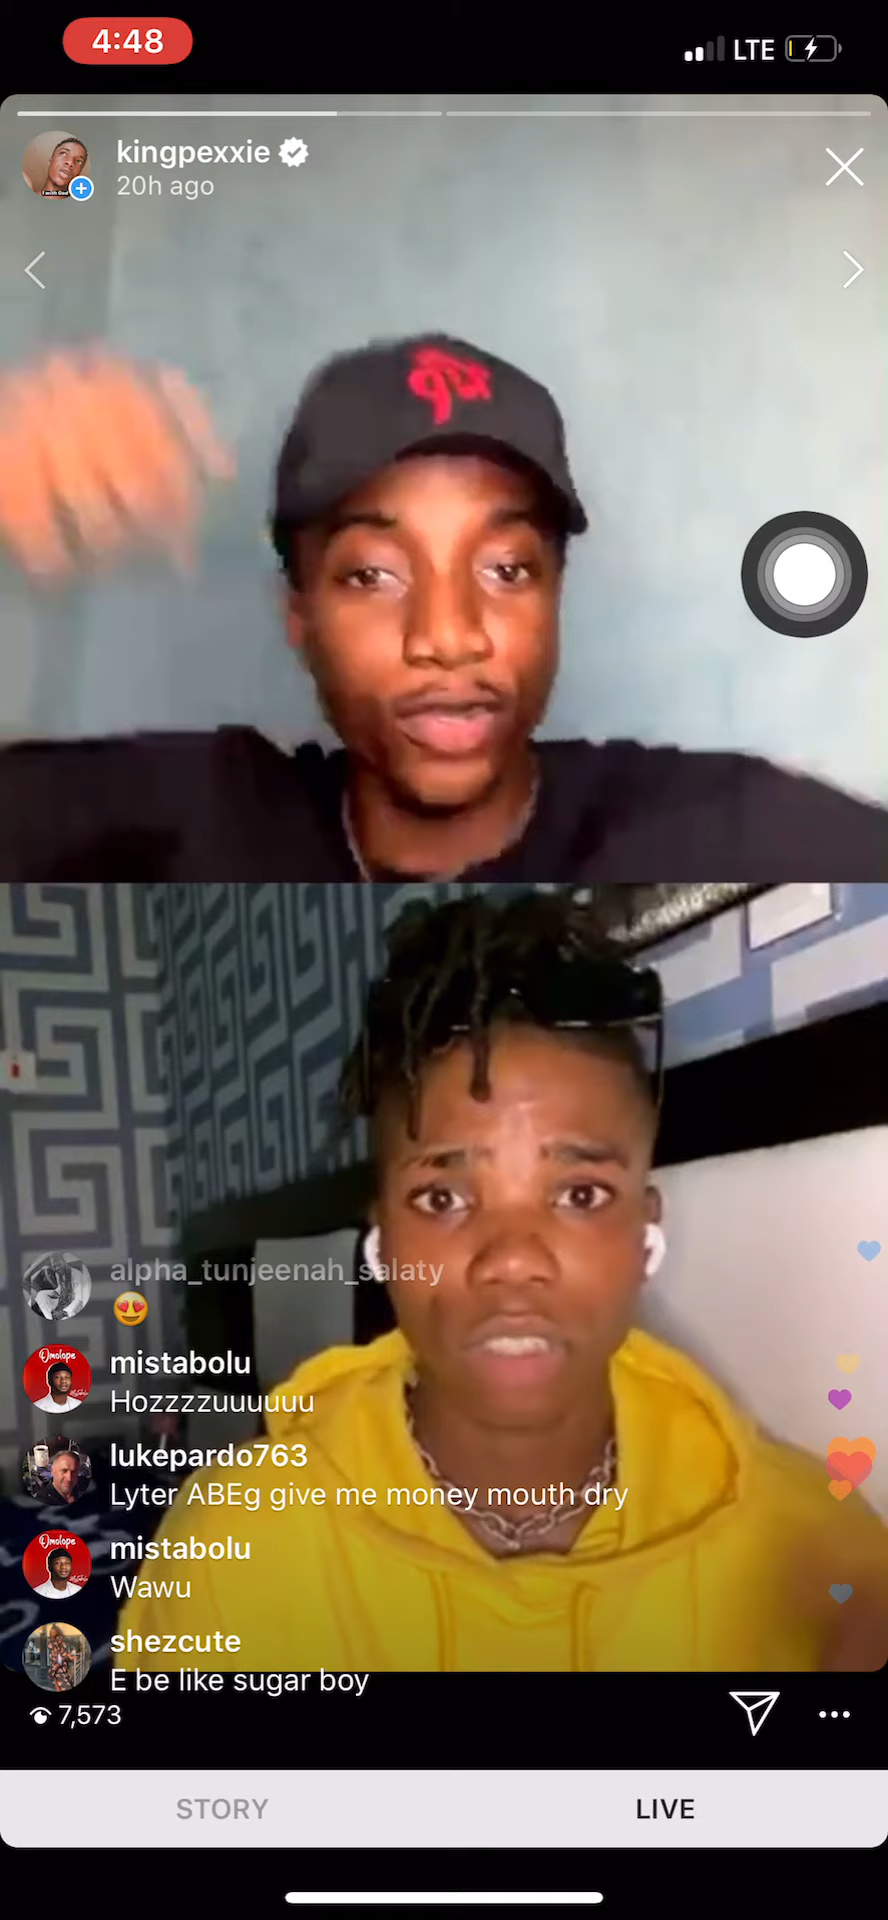 4:48
LTE
kingpexxie
20h ago
alpha_tunjeenah_salaty
😍
mistabolu
Hozzzzuuuuuu
lukepardo763
Lyter ABEg give me money mouth dry
mistabolu
Wawu
shezcute
E be like sugar boy
7,573
STORY
LIVE